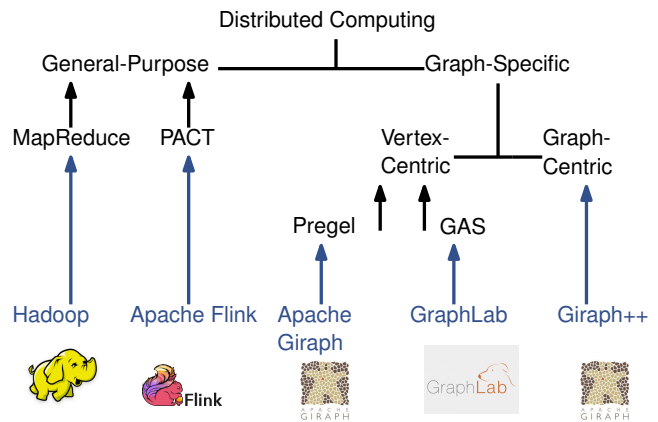 Distributed Computing
General-Purpose
Graph-Specific
MapReduce
PACT
Vertex-
Centric
Graph-
Centric
Pregel
GAS
Hadoop
Apache Flink
Apache
Giraph
GraphLab
Giraph++
Flink
APACHE
GIRAPH
GraphLab
APACHE
GIRAPH